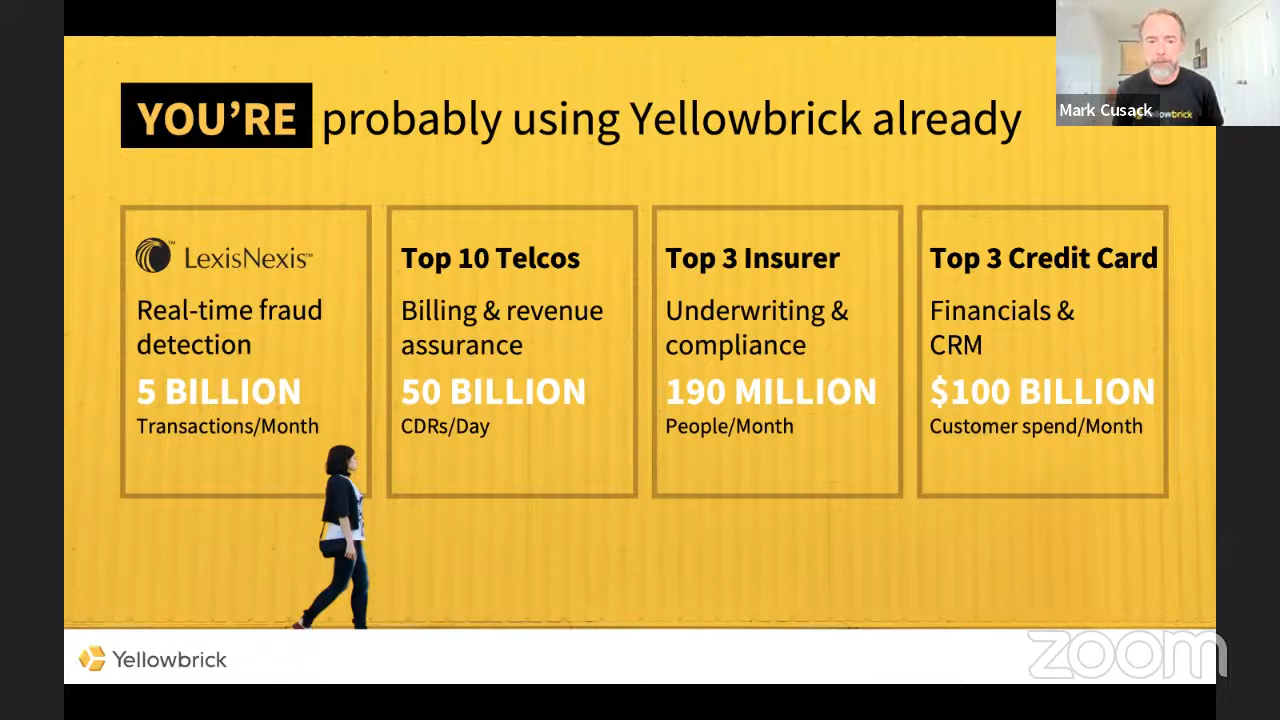 YOU'RE probably using Yellowbrick already
Mark Cusack
yellowbrick
LexisNexis™
Real-time fraud
detection
5 BILLION
Transactions/Month
Top 10 Telcos
Billing & revenue
assurance
50 BILLION
CDRs/Day
Top 3 Insurer
Underwriting &
compliance
190 MILLION
People/Month
Top 3 Credit Card
Financials &
CRM
$100 BILLION
Customer spend/Month
Yellowbrick
zoom